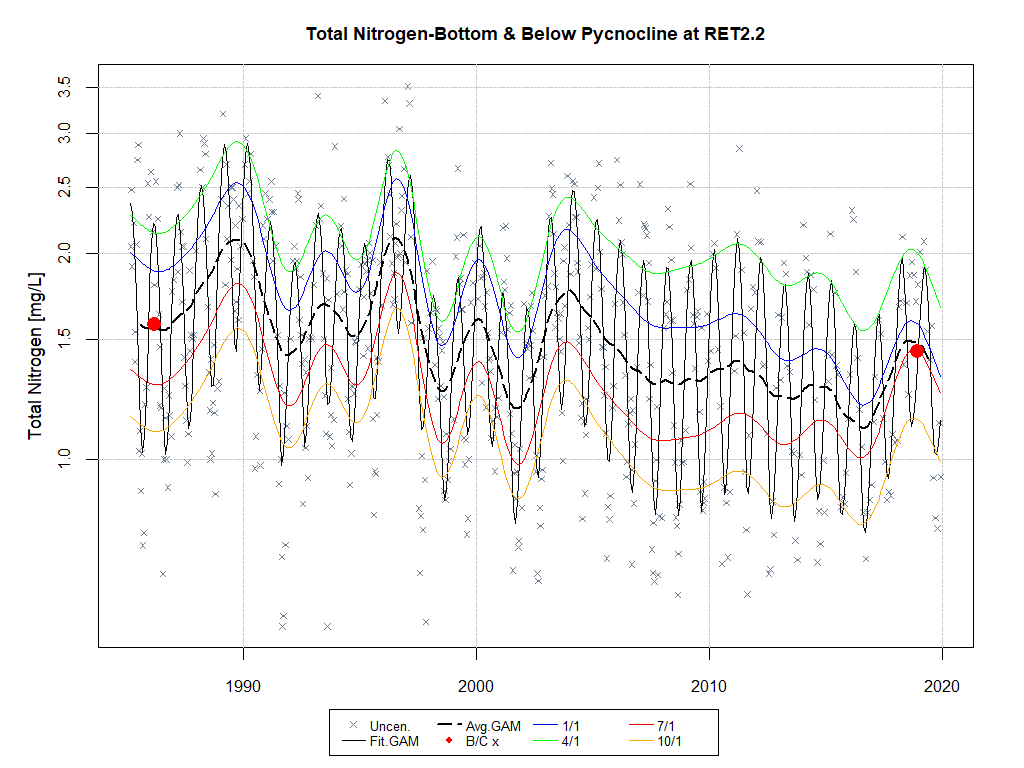 Total Nitrogen-Bottom & Below Pycnocline at RET2.2
Total Nitrogen [mg/L]
3.5
3.0
2.5
2.0
1.5
1.0
1990 2000 2010 2020
Uncen. Avg.GAM 1/1 7/1
Fit.GAM B/C x 4/1 10/1